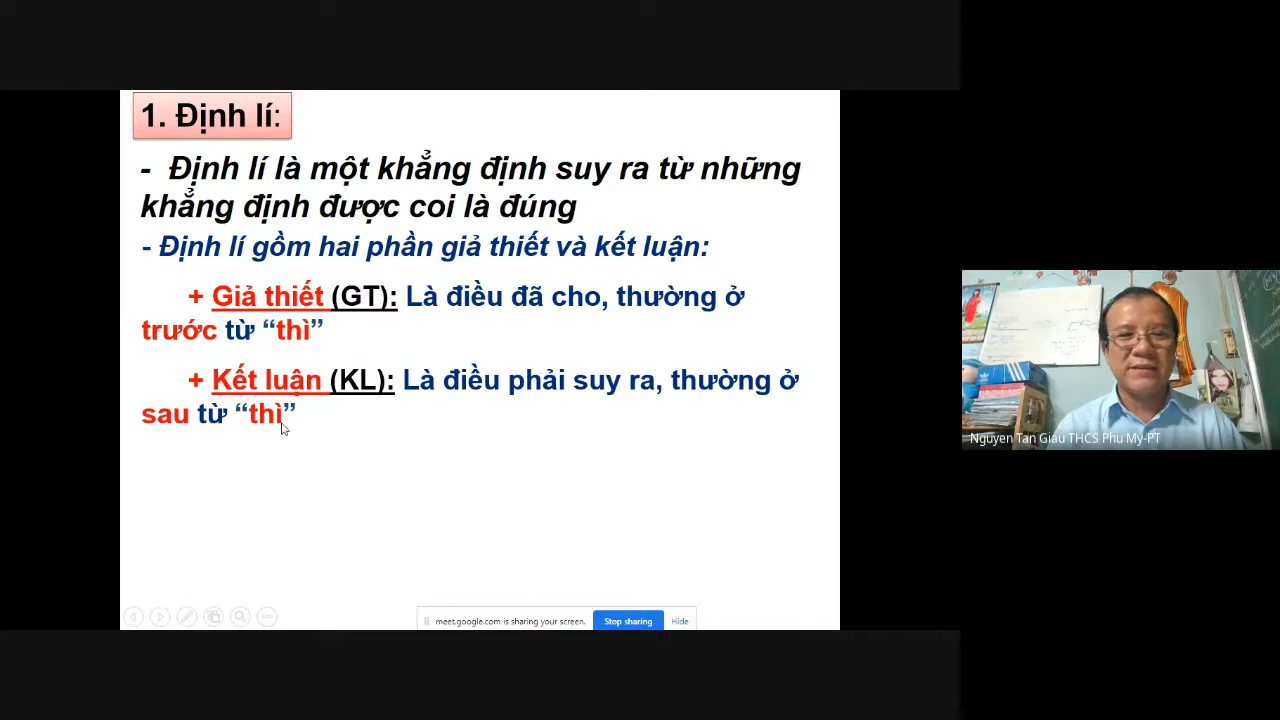 1. Định lí:
- Định lí là một khẳng định suy ra từ những
khẳng định được coi là đúng
- Định lí gồm hai phần giả thiết và kết luận:
+ Giả thiết (GT): Là điều đã cho, thường ở
trước từ “thì”
+ Kết luận (KL): Là điều phải suy ra, thường ở
sau từ “thì”
meet.google.com is sharing your screen.
Stop sharing
Hide
Nguyen Tan Giau THCS Phu My-PT
adidas